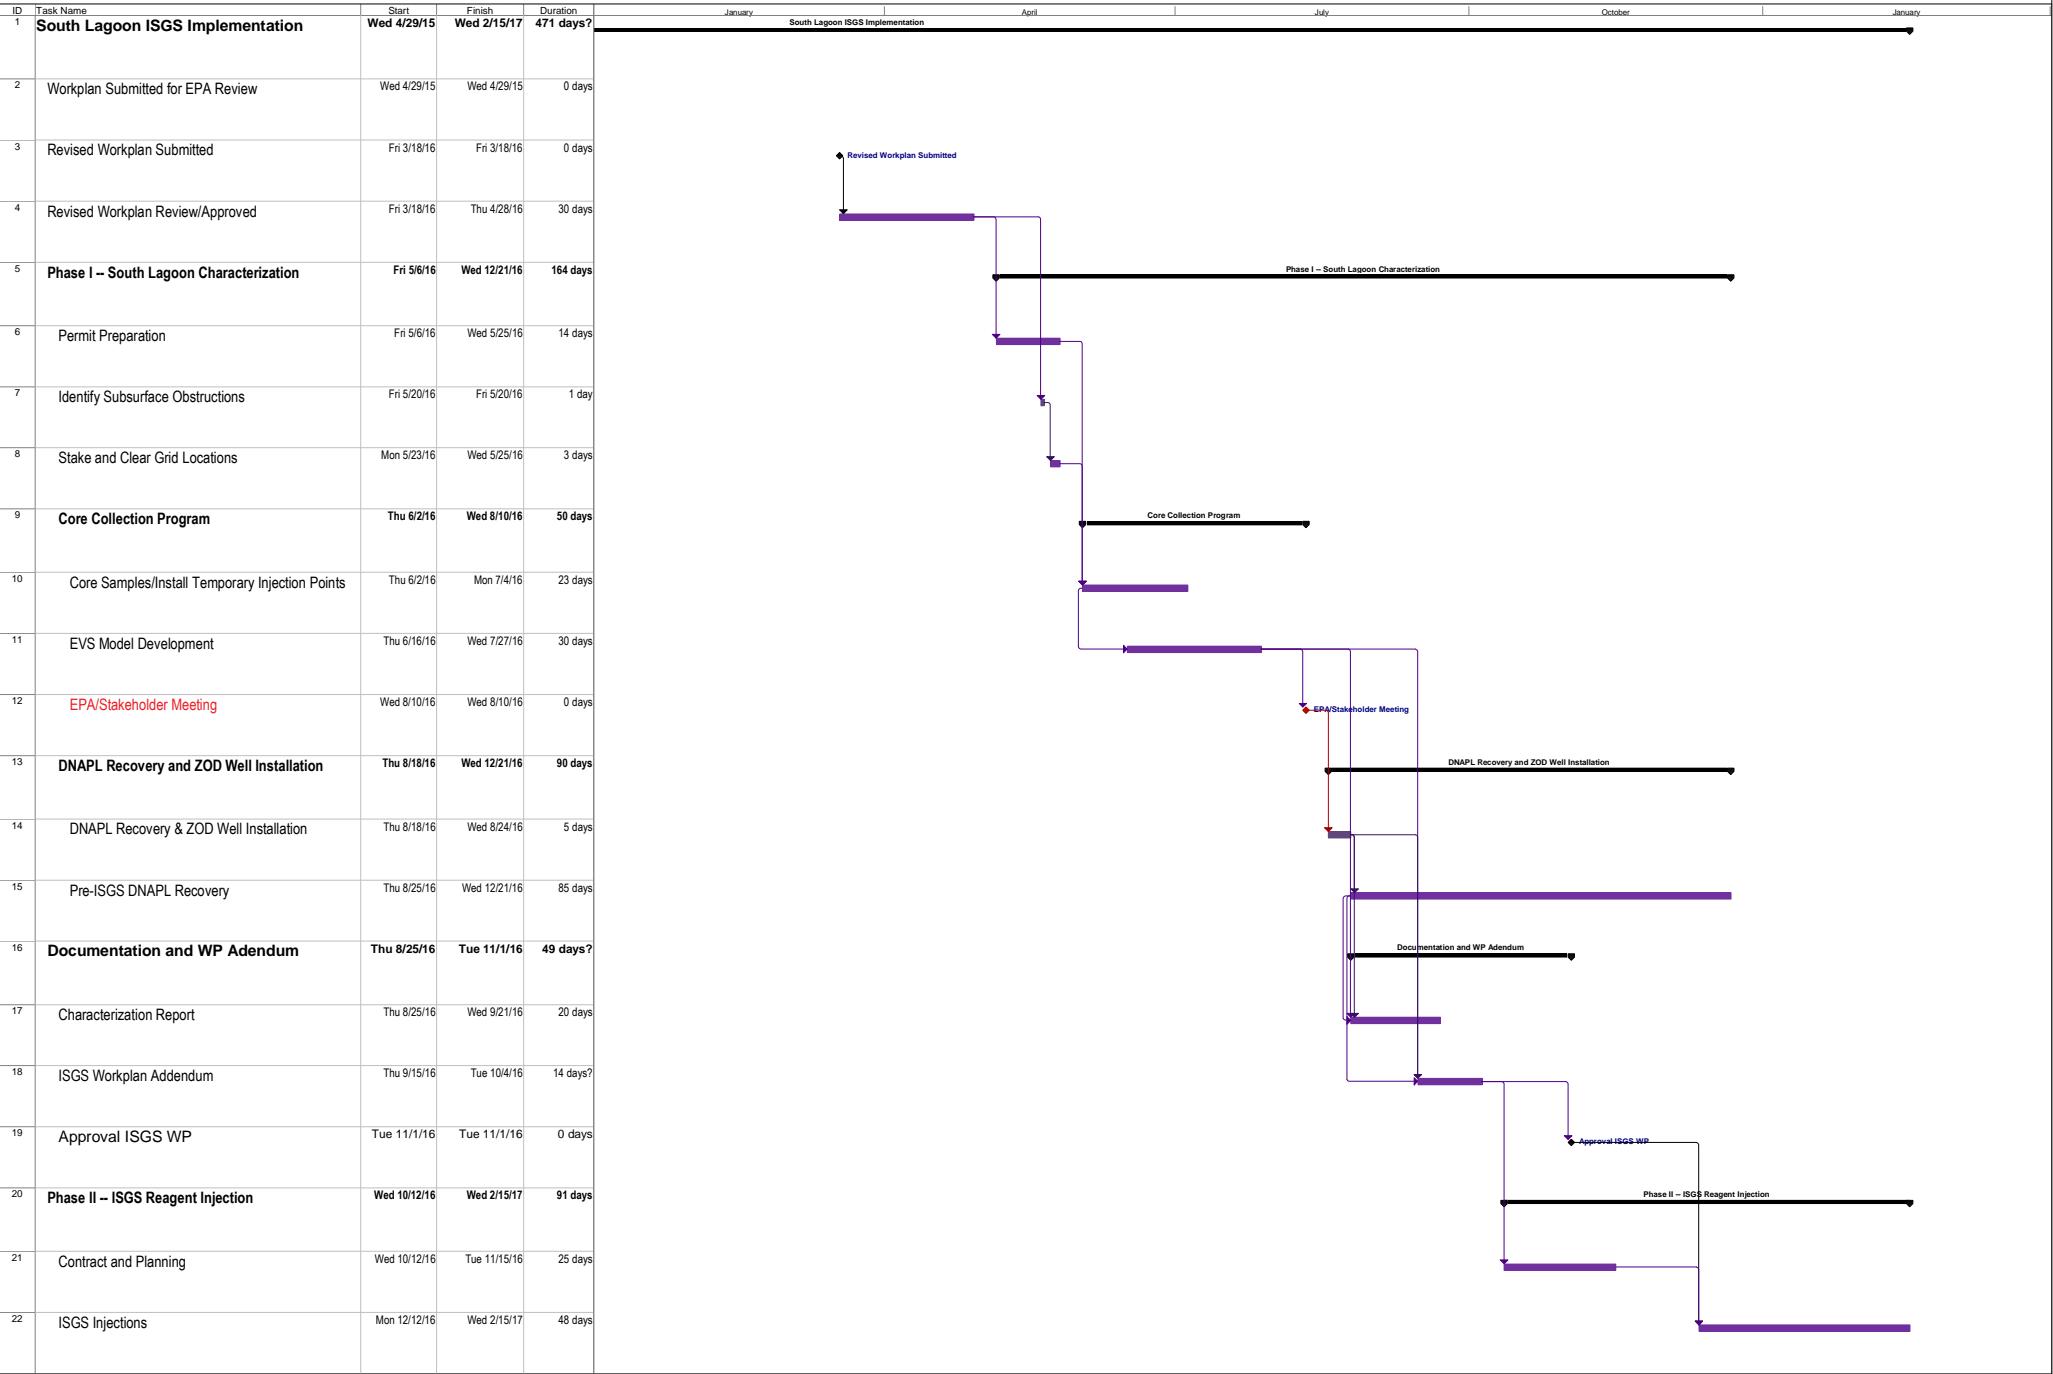 ID Task Name Start Finish Duration January April July October January
1 South Lagoon ISGS Implementation Wed 4/29/15 Wed 2/15/17 471 days? South Lagoon ISGS Implementation
2 Workplan Submitted for EPA Review Wed 4/29/15 Wed 4/29/15 0 days
3 Revised Workplan Submitted Fri 3/18/16 Fri 3/18/16 0 days Revised Workplan Submitted
4 Revised Workplan Review/Approved Fri 3/18/16 Thu 4/28/16 30 days
5 Phase I -- South Lagoon Characterization Fri 5/6/16 Wed 12/21/16 164 days Phase I -- South Lagoon Characterization
6 Permit Preparation Fri 5/6/16 Wed 5/25/16 14 days
7 Identify Subsurface Obstructions Fri 5/20/16 Fri 5/20/16 1 day
8 Stake and Clear Grid Locations Mon 5/23/16 Wed 5/25/16 3 days
9 Core Collection Program Thu 6/2/16 Wed 8/10/16 50 days Core Collection Program
10 Core Samples/Install Temporary Injection Points Thu 6/2/16 Mon 7/4/16 23 days
11 EVS Model Development Thu 6/16/16 Wed 7/27/16 30 days
12 EPA/Stakeholder Meeting Wed 8/10/16 Wed 8/10/16 0 days EPA/Stakeholder Meeting
13 DNAPL Recovery and ZOD Well Installation Thu 8/18/16 Wed 12/21/16 90 days DNAPL Recovery and ZOD Well Installation
14 DNAPL Recovery & ZOD Well Installation Thu 8/18/16 Wed 8/24/16 5 days
15 Pre-ISGS DNAPL Recovery Thu 8/25/16 Wed 12/21/16 85 days
16 Documentation and WP Adendum Thu 8/25/16 Tue 11/1/16 49 days? Documentation and WP Adendum
17 Characterization Report Thu 8/25/16 Wed 9/21/16 20 days
18 ISGS Workplan Addendum Thu 9/15/16 Tue 10/4/16 14 days?
19 Approval ISGS WP Tue 11/1/16 Tue 11/1/16 0 days Approval ISGS WP
20 Phase II -- ISGS Reagent Injection Wed 10/12/16 Wed 2/15/17 91 days Phase II -- ISGS Reagent Injection
21 Contract and Planning Wed 10/12/16 Tue 11/15/16 25 days
22 ISGS Injections Mon 12/12/16 Wed 2/15/17 48 days